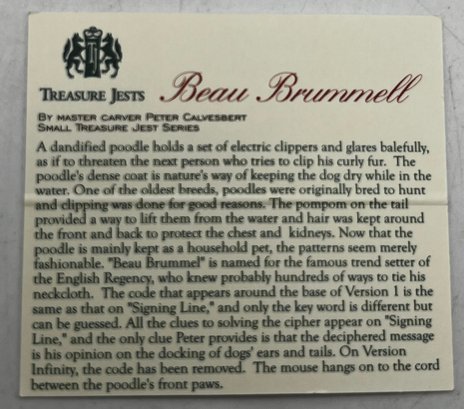 TJ
TREASURE JESTS Beau Brummell
BY MASTER CARVER PETER CALVESBERT
SMALL TREASURE JEST SERIES
A dandified poodle holds a set of electric clippers and glares balefully,
as if to threaten the next person who tries to clip his curly fur. The
poodle's dense coat is nature's way of keeping the dog dry while in the
water. One of the oldest breeds, poodles were originally bred to hunt
and clipping was done for good reasons. The pompom on the tail
provided a way to lift them from the water and hair was kept around
the front and back to protect the chest and kidneys. Now that the
poodle is mainly kept as a household pet, the patterns seem merely
fashionable. "Beau Brummel" is named for the famous trend setter of
the English Regency, who knew probably hundreds of ways to tie his
neckcloth. The code that appears around the base of Version 1 is the
same as that on "Signing Line," and only the key word is different but
can be guessed. All the clues to solving the cipher appear on "Signing
Line," and the only clue Peter provides is that the deciphered message
is his opinion on the docking of dogs' ears and tails. On Version
Infinity, the code has been removed. The mouse hangs on to the cord
between the poodle's front paws.